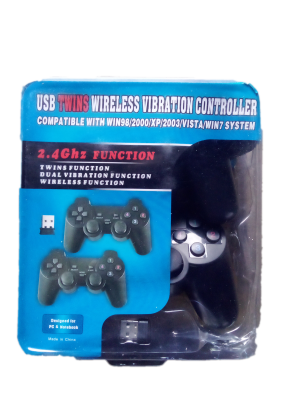 USB TWINS WIRELESS VIBRATION CONTROLLER
COMPATIBLE WITH WIN98/2000/XP/2003/VISTA/WIN7 SYSTEM
2.4Ghz FUNCTION
TWINS FUNCTION
DUAL VIBRATION FUNCTION
WIRELESS FUNCTION
Designed for
PC & Notebook
Made in China